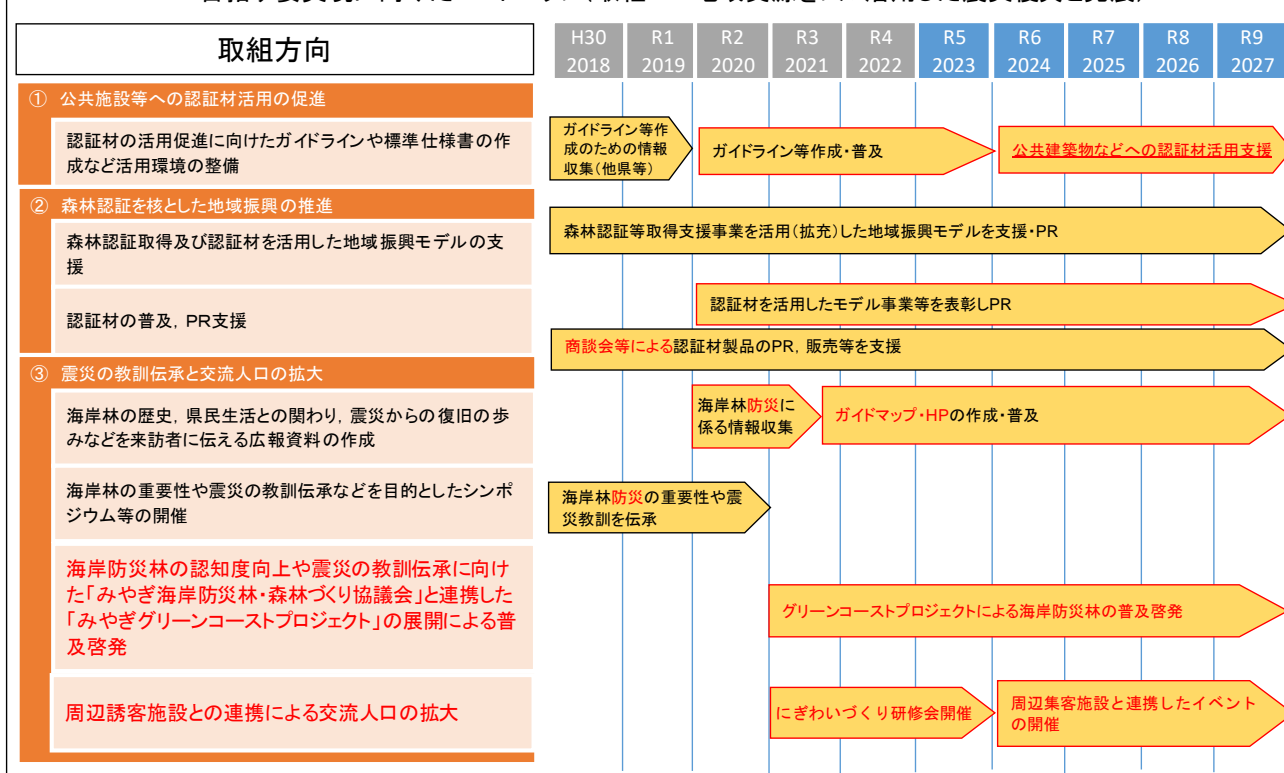 取組方向
H30 R1 R2 R3 R4 R5 R6 R7 R8 R9
2018 2019 2020 2021 2022 2023 2024 2025 2026 2027
① 公共施設等への認証材活用の促進
認証材の活用促進に向けたガイドラインや標準仕様書の作
成など活用環境の整備
ガイドライン等作
成のための情報
収集(他県等)
ガイドライン等作成・普及
公共建築物などへの認証材活用支援
② 森林認証を核とした地域振興の推進
森林認証取得及び認証材を活用した地域振興モデルの支
援
森林認証等取得支援事業を活用(拡充)した地域振興モデルを支援・PR
認証材の普及，PR支援
認証材を活用したモデル事業等を表彰しPR
商談会等による認証材製品のPR，販売等を支援
③ 震災の教訓伝承と交流人口の拡大
海岸林の歴史，県民生活との関わり，震災からの復旧の歩
みなどを来訪者に伝える広報資料の作成
海岸林防災に
係る情報収集
ガイドマップ・HPの作成・普及
海岸林の重要性や震災の教訓伝承などを目的としたシンポ
ジウム等の開催
海岸林防災の重要性や震
災教訓を伝承
海岸防災林の認知度向上や震災の教訓伝承に向け
た「みやぎ海岸防災林・森林づくり協議会」と連携した
「みやぎグリーンコーストプロジェクト」の展開による普
及啓発
グリーンコーストプロジェクトによる海岸防災林の普及啓発
周辺誘客施設との連携による交流人口の拡大
にぎわいづくり研修会開催
周辺集客施設と連携したイベント
の開催